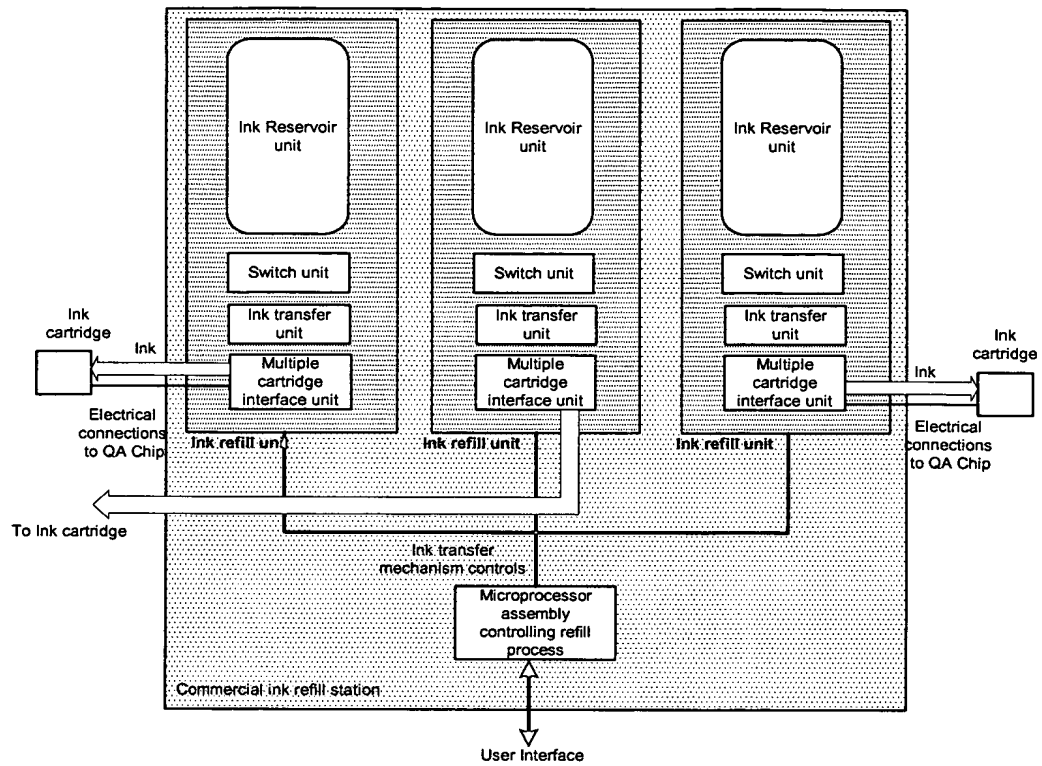 Ink Reservoir
unit
Ink Reservoir
unit
Ink Reservoir
unit
Switch unit
Switch unit
Switch unit
Ink transfer
unit
Ink transfer
unit
Ink transfer
unit
Ink
cartridge
Ink
Multiple
cartridge
interface unit
Multiple
cartridge
interface unit
Multiple
cartridge
interface unit
Ink
Ink
cartridge
Electrical
connections
to QA Chip
Ink refill unit
Ink refill unit
Ink refill unit
Electrical
connections
to QA Chip
To Ink cartridge
Ink transfer
mechanism controls
Microprocessor
assembly
controlling refill
process
Commercial ink refill station
User Interface